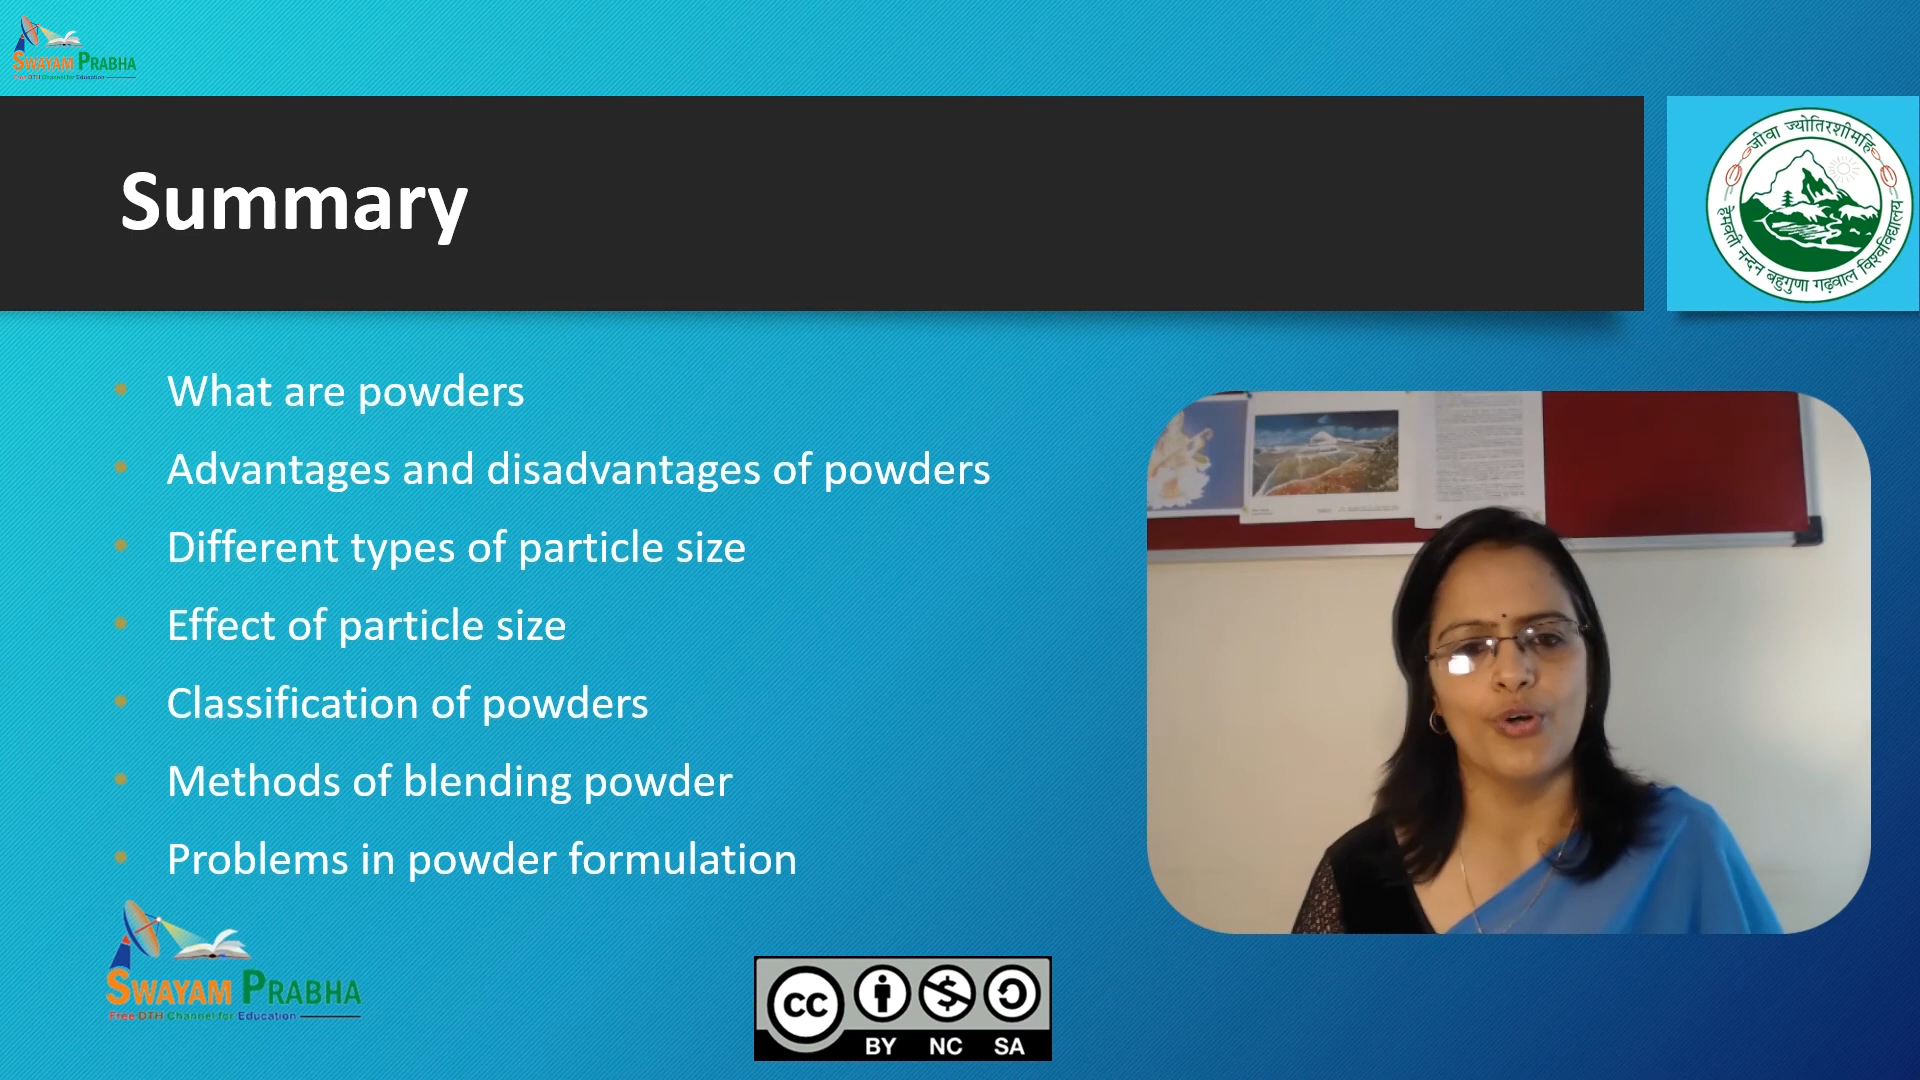 SWAYAM PRABHA
Free DTH Channel for Education
Summary
जीवा ज्योतिरशीमहि
हेमवती नन्दन बहुगुणा गढ़वाल विश्वविद्यालय
• What are powders
• Advantages and disadvantages of powders
• Different types of particle size
• Effect of particle size
• Classification of powders
• Methods of blending powder
• Problems in powder formulation
SWAYAM PRABHA
Free DTH Channel for Education
cc
BY NC SA